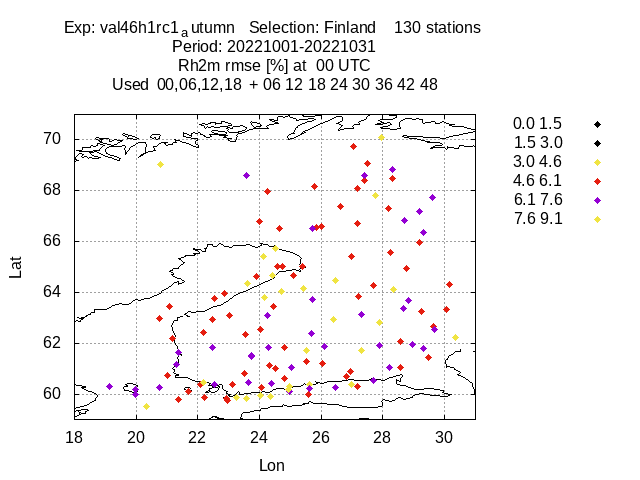 Exp: val46h1rc1 a utumn Selection: Finland 130 stations
Period: 20221001-20221031
Rh2m rmse [%] at 00 UTC
Used 00,06,12,18 + 06 12 18 24 30 36 42 48
0.0 1.5
1.5 3.0
3.0 4.6
4.6 6.1
6.1 7.6
7.6 9.1
70
68
66
64
62
60
Lat
18 20 22 24 26 28 30
Lon